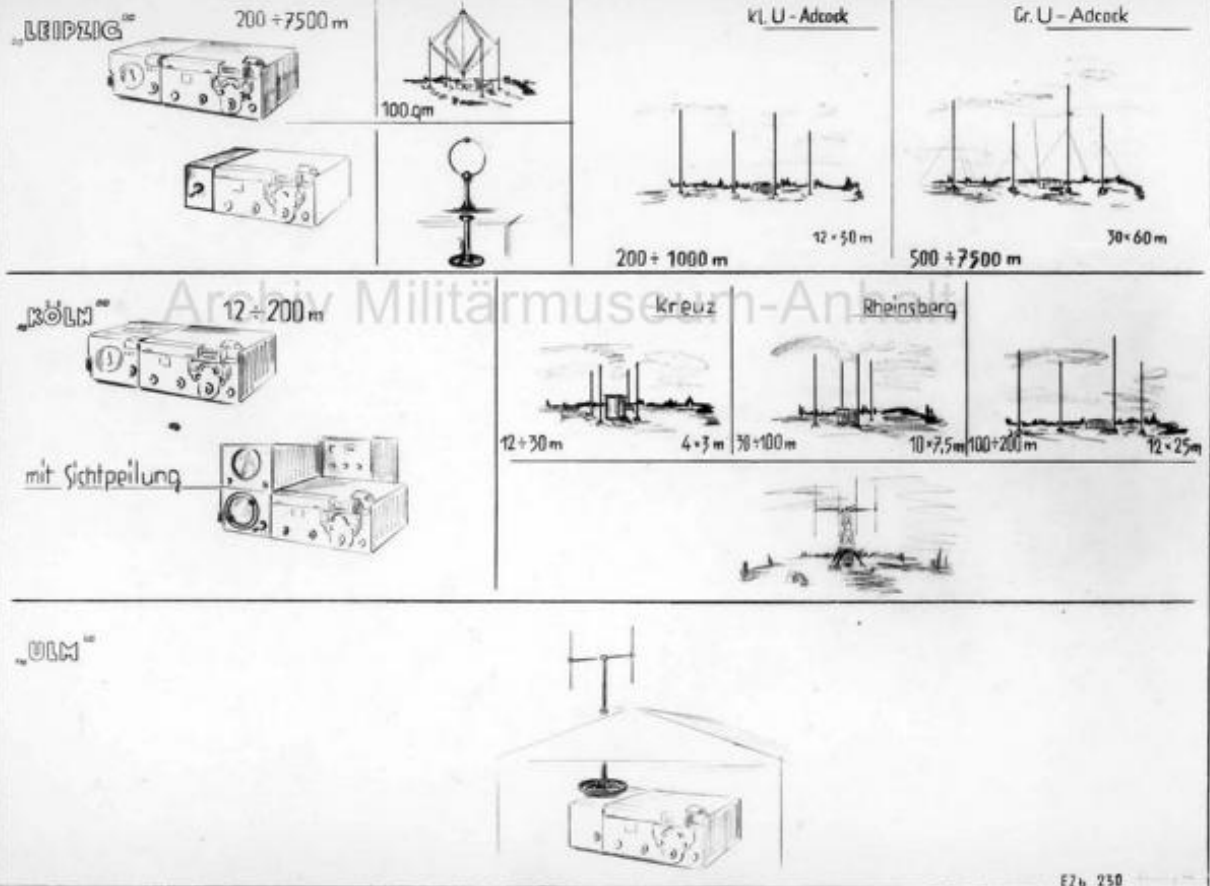 „LEIPZIG“
200÷7500 m
100 qm
kl. U-Adcock
12×50 m
200÷1000 m
Gr. U-Adcock
30×60 m
500÷7500 m
Archiv Militärmuseum-Anhalt
„KÖLN“
12÷200 m
mit Sichtpeilung
Kreuz
12÷30 m
4×3 m
Rheinsberg
30÷100 m
10×7,5 m
100÷200 m
12×25 m
„ULM“
230